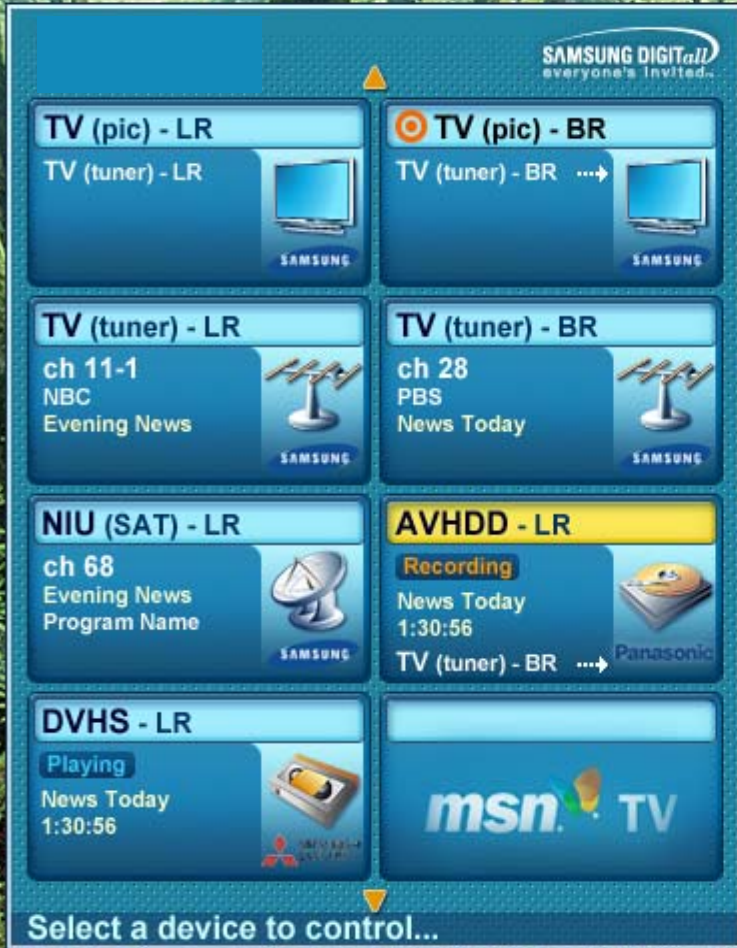 SAMSUNG DIGITall
everyone's invited™
TV (pic) - LR
TV (tuner) - LR
SAMSUNG
TV (pic) - BR
TV (tuner) - BR
SAMSUNG
TV (tuner) - LR
ch 11-1
NBC
Evening News
SAMSUNG
TV (tuner) - BR
ch 28
PBS
News Today
SAMSUNG
NIU (SAT) - LR
ch 68
Evening News
Program Name
SAMSUNG
AVHDD - LR
Recording
News Today
1:30:56
TV (tuner) - BR
Panasonic
DVHS - LR
Playing
News Today
1:30:56
msn TV
Select a device to control...